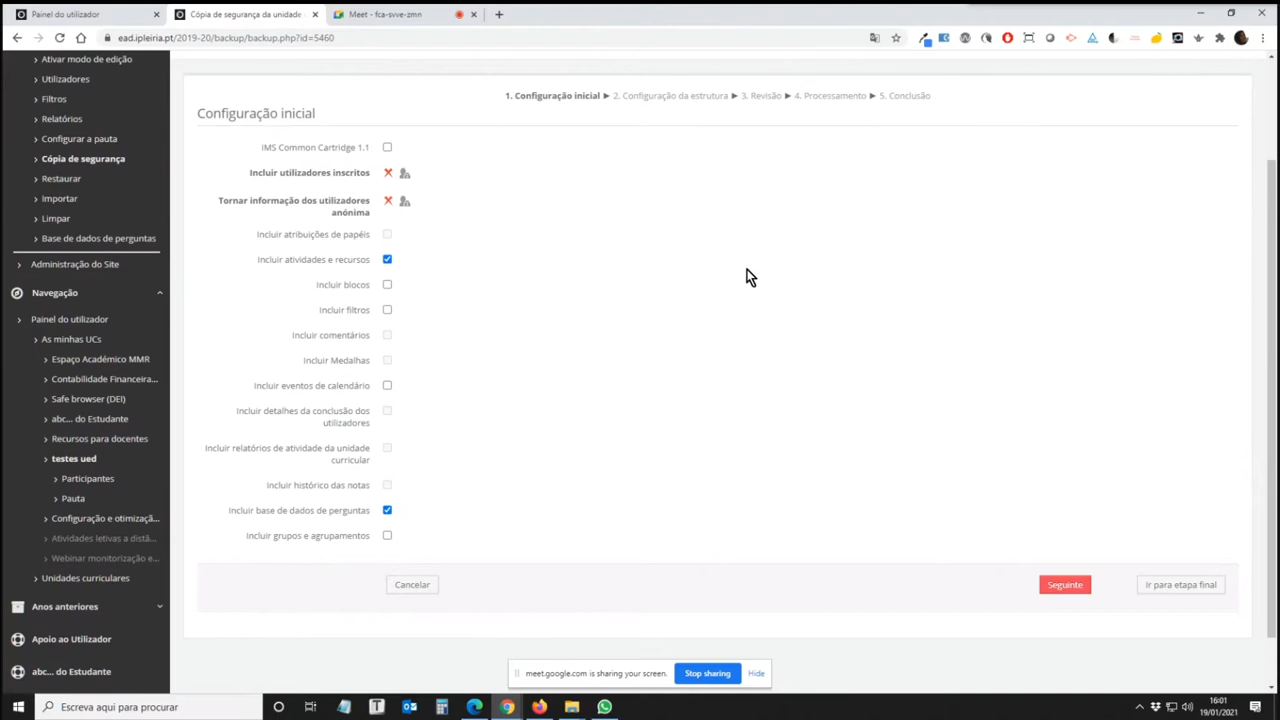 Painel do utilizador
Cópia de segurança da unidade
Meet - fca-svve-zmn
ead.ipleiria.pt/2019-20/backup/backup.php?id=5460
Ativar modo de edição
Utilizadores
Filtros
Relatórios
Configurar a pauta
Cópia de segurança
Restaurar
Importar
Limpar
Base de dados de perguntas
Administração do Site
Navegação
Painel do utilizador
As minhas UCs
Espaço Académico MMR
Contabilidade Financeira...
Safe browser (DEI)
abc... do Estudante
Recursos para docentes
testes ued
Participantes
Pauta
Configuração e otimizaçã...
Atividades letivas a distâ...
Webinar monitorização e...
Unidades curriculares
Anos anteriores
Apoio ao Utilizador
abc... do Estudante
1. Configuração inicial ► 2. Configuração da estrutura ► 3. Revisão ► 4. Processamento ► 5. Conclusão
Configuração inicial
IMS Common Cartridge 1.1
Incluir utilizadores inscritos
Tornar informação dos utilizadores
anónima
Incluir atribuições de papéis
Incluir atividades e recursos
Incluir blocos
Incluir filtros
Incluir comentários
Incluir Medalhas
Incluir eventos de calendário
Incluir detalhes da conclusão dos
utilizadores
Incluir relatórios de atividade da unidade
curricular
Incluir histórico das notas
Incluir base de dados de perguntas
Incluir grupos e agrupamentos
Cancelar
Seguinte
Ir para etapa final
meet.google.com is sharing your screen.
Stop sharing
Hide
Escreve aqui para procurar
16:01
19/01/2021